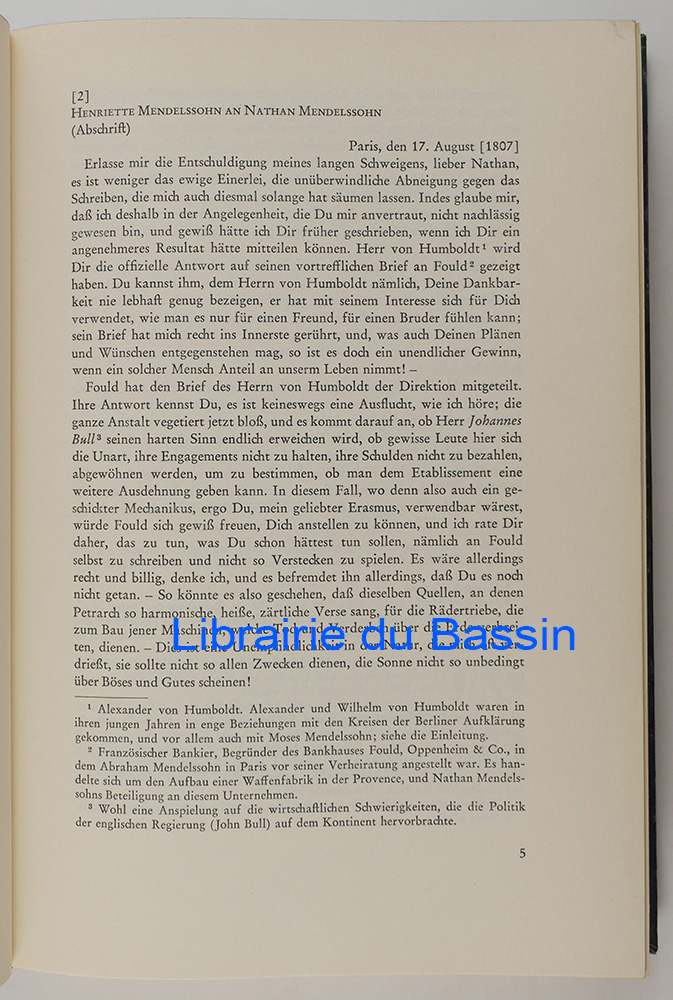 [2]
Henriette Mendelssohn an Nathan Mendelssohn
(Abschrift)
Paris, den 17. August [1807]
Erlasse mir die Entschuldigung meines langen Schweigens, lieber Nathan,
es ist weniger das ewige Einerlei, die unüberwindliche Abneigung gegen das
Schreiben, die mich auch diesmal solange hat säumen lassen. Indes glaube mir,
daß ich deshalb in der Angelegenheit, die Du mir anvertraut, nicht nachlässig
gewesen bin, und gewiß hätte ich Dir früher geschrieben, wenn ich Dir ein
angenehmeres Resultat hätte mitteilen können. Herr von Humboldt¹ wird
Dir die offizielle Antwort auf seinen vortrefflichen Brief an Fould² gezeigt
haben. Du kannst ihm, dem Herrn von Humboldt nämlich, Deine Dankbar-
keit nie lebhaft genug bezeigen, er hat mit seinem Interesse sich für Dich
verwendet, wie man es nur für einen Freund, für einen Bruder fühlen kann;
sein Brief hat mich recht ins Innerste gerührt, und, was auch Deinen Plänen
und Wünschen entgegenstehen mag, so ist es doch ein unendlicher Gewinn,
wenn ein solcher Mensch Anteil an unserm Leben nimmt! –
Fould hat den Brief des Herrn von Humboldt der Direktion mitgeteilt.
Ihre Antwort kennst Du, es ist keineswegs eine Ausflucht, wie ich höre; die
ganze Anstalt vegetiert jetzt bloß, und es kommt darauf an, ob Herr Johannes
Bull³ seinen harten Sinn endlich erweichen wird, ob gewisse Leute hier sich
die Unart, ihre Engagements nicht zu halten, ihre Schulden nicht zu bezahlen,
abgewöhnen werden, um zu bestimmen, ob man dem Etablissement eine
weitere Ausdehnung geben kann. In diesem Fall, wo denn also auch ein ge-
schickter Mechanikus, ergo Du, mein geliebter Erasmus, verwendbar wärest,
würde Fould sich gewiß freuen, Dich anstellen zu können, und ich rate Dir
daher, das zu tun, was Du schon hättest tun sollen, nämlich an Fould
selbst zu schreiben und nicht so Verstecken zu spielen. Es wäre allerdings
recht und billig, denke ich, und es befremdet ihn allerdings, daß Du es noch
nicht getan. – So könnte es also geschehen, daß dieselben Quellen, an denen
Petrarch so harmonische, heiße, zärtliche Verse sang, für die Rädertriebe, die
zum Bau jener Maschinen, welche Tod und Verderben über die Erde verbrei-
ten, dienen. – Dies ist eine Unempfindlichkeit in der Natur, die mich oft ver-
drießt, sie sollte nicht so allen Zwecken dienen, die Sonne nicht so unbedingt
über Böses und Gutes scheinen!
Librairie du Bassin
¹ Alexander von Humboldt. Alexander und Wilhelm von Humboldt waren in
ihren jungen Jahren in enge Beziehungen mit den Kreisen der Berliner Aufklärung
gekommen, und vor allem auch mit Moses Mendelssohn; siehe die Einleitung.
² Französischer Bankier, Begründer des Bankhauses Fould, Oppenheim & Co., in
dem Abraham Mendelssohn in Paris vor seiner Verheiratung angestellt war. Es han-
delte sich um den Aufbau einer Waffenfabrik in der Provence, und Nathan Mendels-
sohns Beteiligung an diesem Unternehmen.
³ Wohl eine Anspielung auf die wirtschaftlichen Schwierigkeiten, die die Politik
der englischen Regierung (John Bull) auf dem Kontinent hervorbrachte.
5